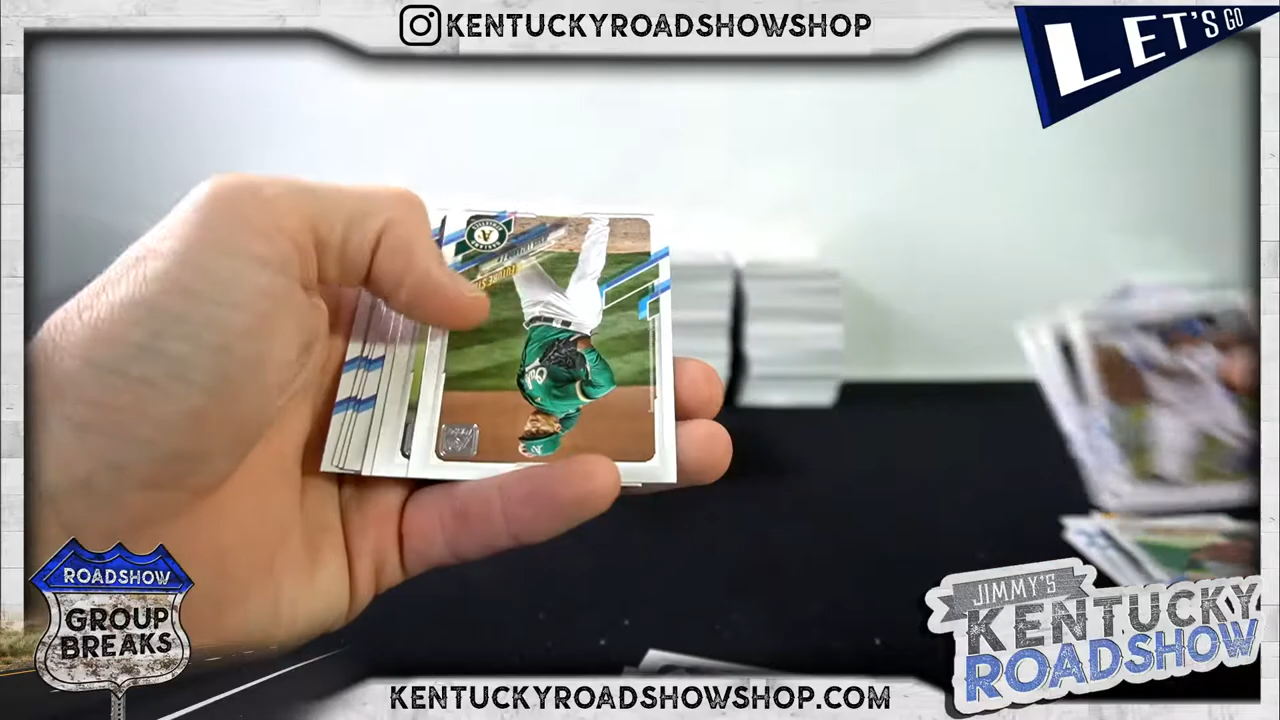 KENTUCKYROADSHOWSHOP
LET'S GO
ROADSHOW
GROUP
BREAKS
JIMMY'S
KENTUCKY
ROADSHOW
KENTUCKYROADSHOWSHOP.COM